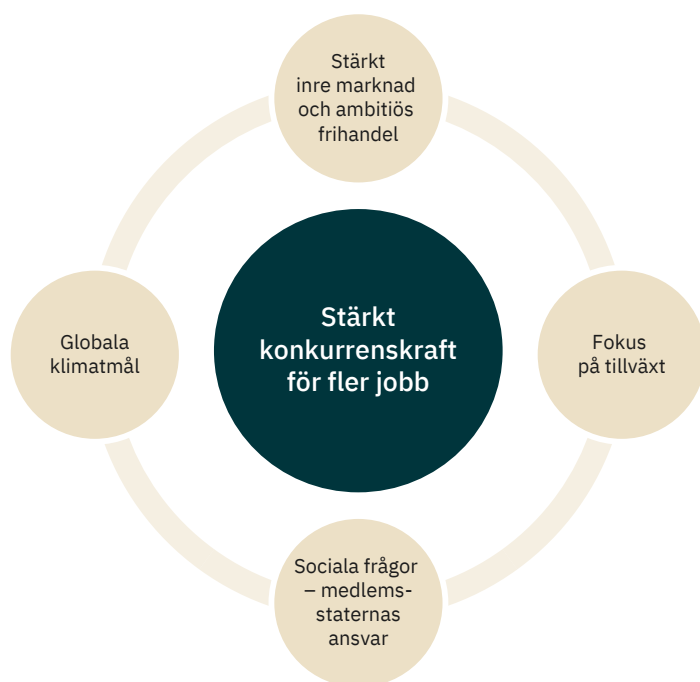 Stärkt
inre marknad
och ambitiös
frihandel
Globala
klimatmål
Stärkt
konkurrenskraft
för fler jobb
Fokus
på tillväxt
Sociala frågor
– medlems-
staternas
ansvar